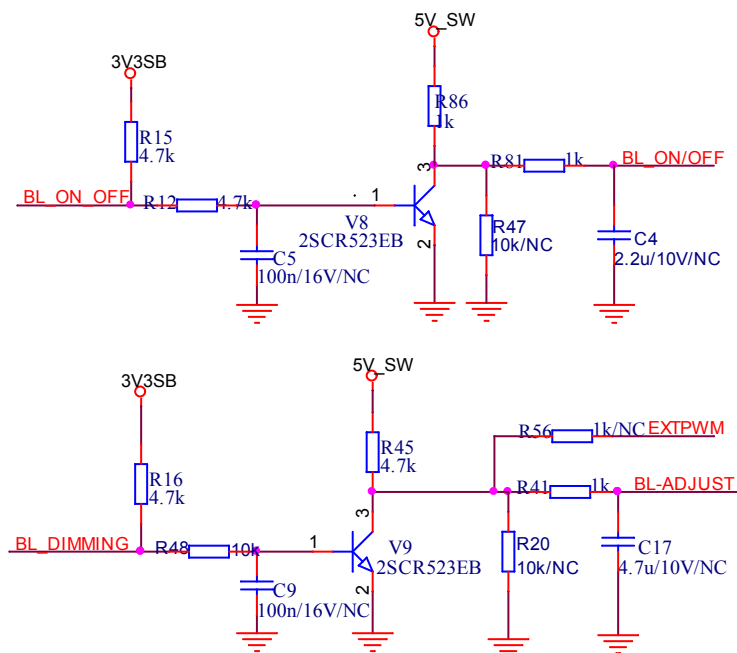 5V_SW
3V3SB
R86
1k
R15
4.7k
3
R81
1k
BL_ON/OFF
BL_ON_OFF
R12
4.7k
1
V8
2SCR523EB
2
R47
10k/NC
C4
2.2u/10V/NC
C5
100n/16V/NC
5V_SW
3V3SB
R56
1k/NC
EXTPWM
R45
4.7k
R16
4.7k
R41
1k
BL-ADJUST
3
BL_DIMMING
R48
10k
1
V9
2SCR523EB
2
R20
10k/NC
C17
4.7u/10V/NC
C9
100n/16V/NC